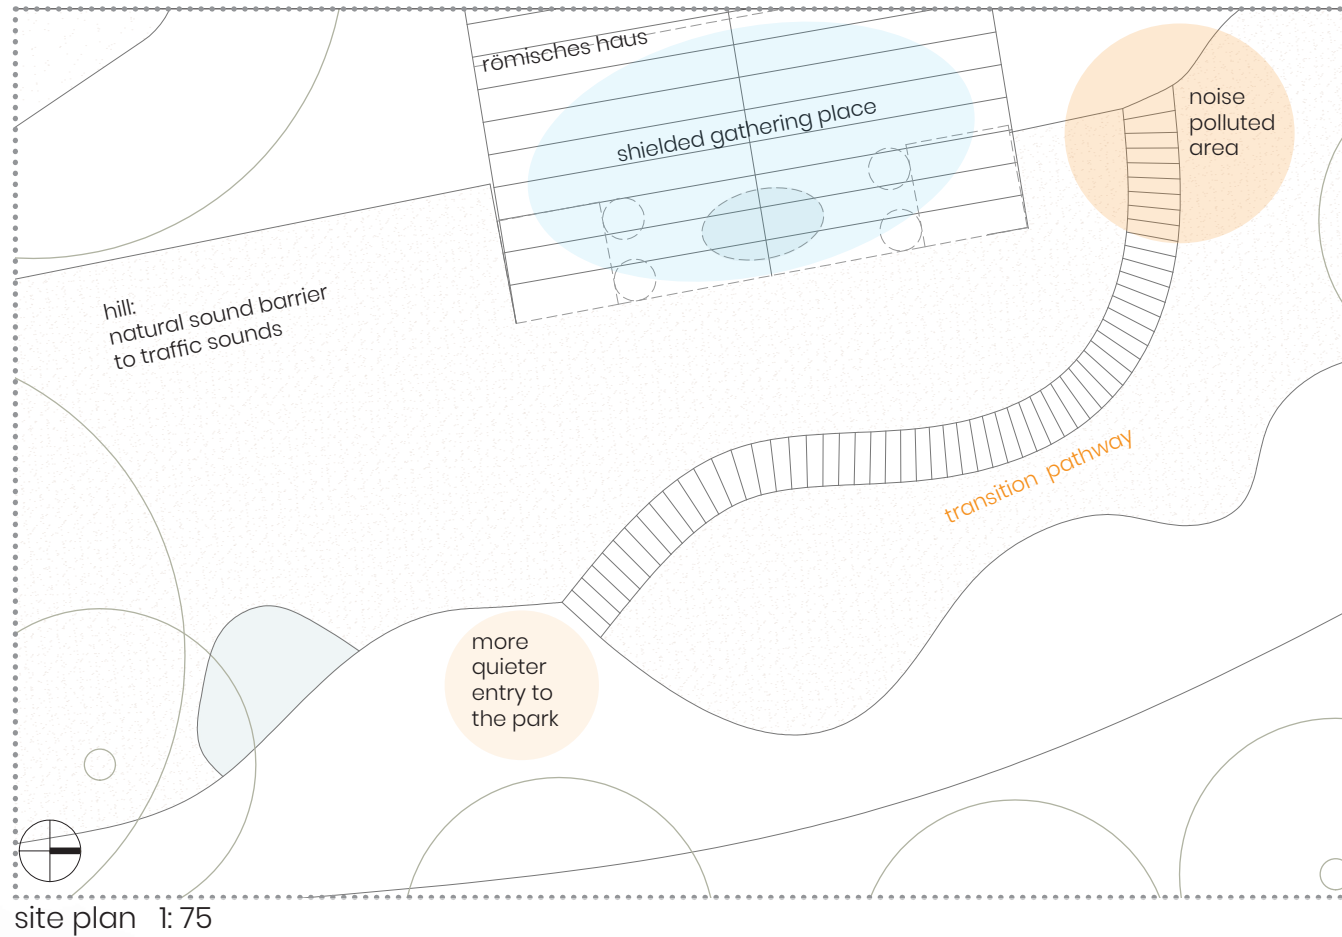 römisches haus
shielded gathering place
noise
polluted
area
hill:
natural sound barrier
to traffic sounds
transition pathway
more
quieter
entry to
the park
site plan 1: 75